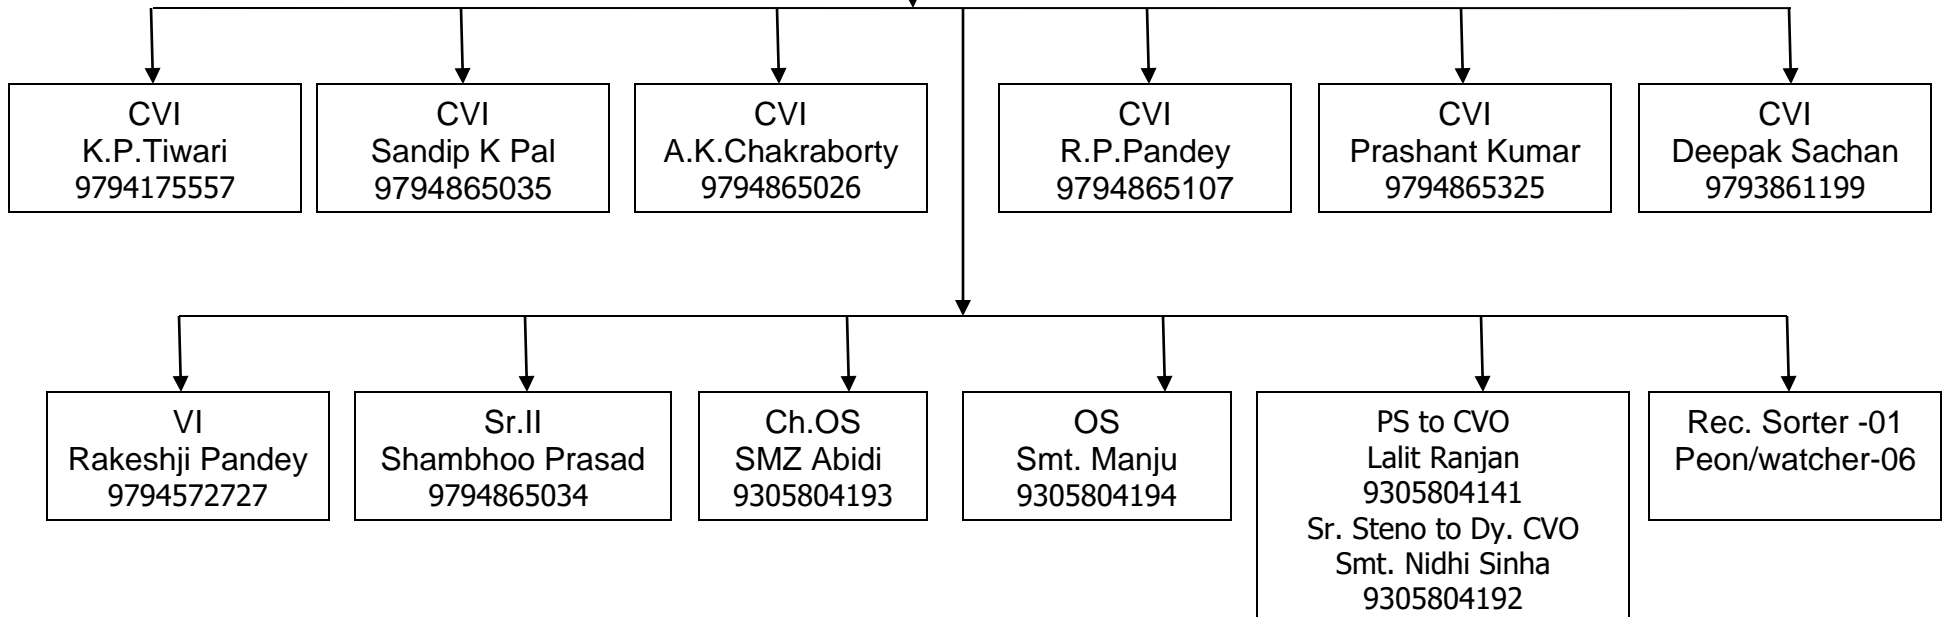 CVI
K.P.Tiwari
9794175557
CVI
Sandip K Pal
9794865035
CVI
A.K.Chakraborty
9794865026
CVI
R.P.Pandey
9794865107
CVI
Prashant Kumar
9794865325
CVI
Deepak Sachan
9793861199
VI
Rakeshji Pandey
9794572727
Sr.II
Shambhoo Prasad
9794865034
Ch.OS
SMZ Abidi
9305804193
OS
Smt. Manju
9305804194
PS to CVO
Lalit Ranjan
9305804141
Sr. Steno to Dy. CVO
Smt. Nidhi Sinha
9305804192
Rec. Sorter -01
Peon/watcher-06